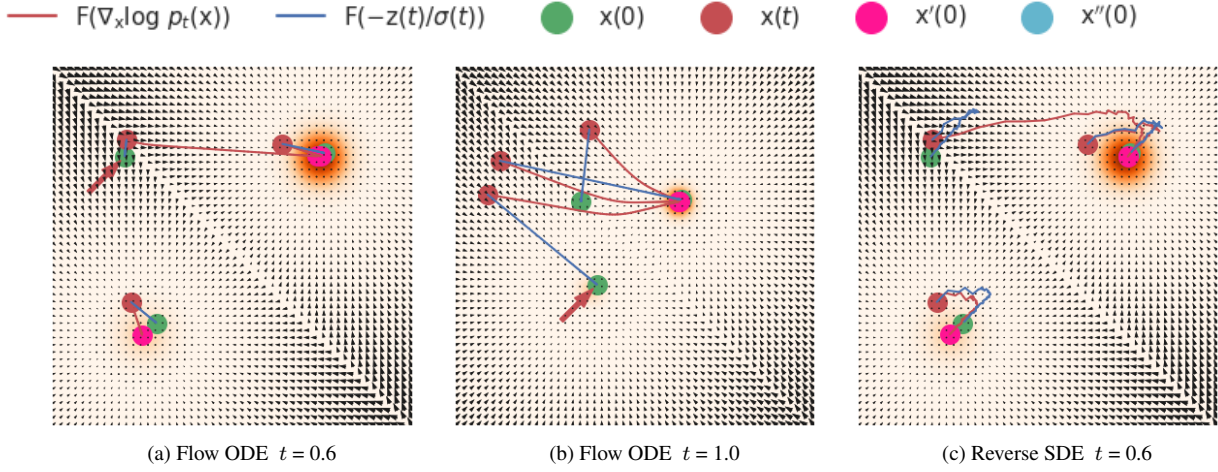 F(∇ₓlog pₜ(x)) F(−z(t)/σ(t)) x(0) x(t) x′(0) x″(0)
(a) Flow ODE t = 0.6
(b) Flow ODE t = 1.0
(c) Reverse SDE t = 0.6